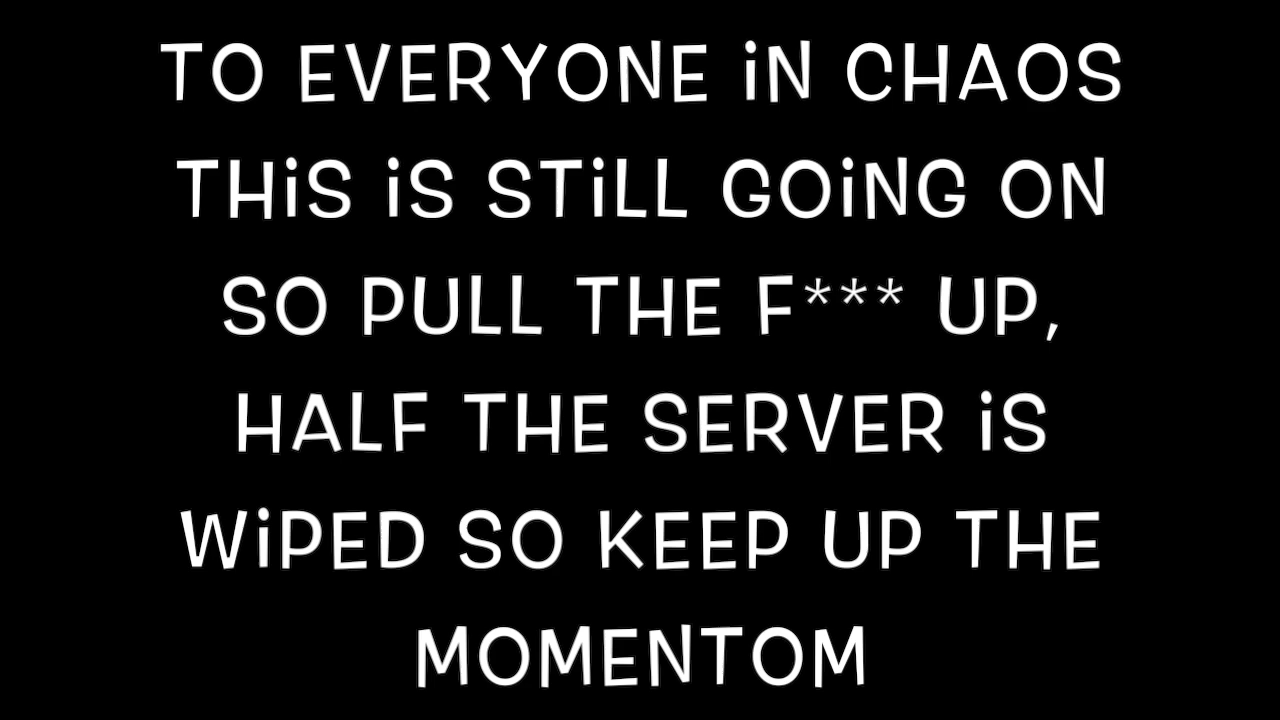 TO EVERYONE iN CHAOS
THiS iS STiLL GOiNG ON
SO PULL THE F*** UP,
HALF THE SERVER iS
WiPED SO KEEP UP THE
MOMENTOM